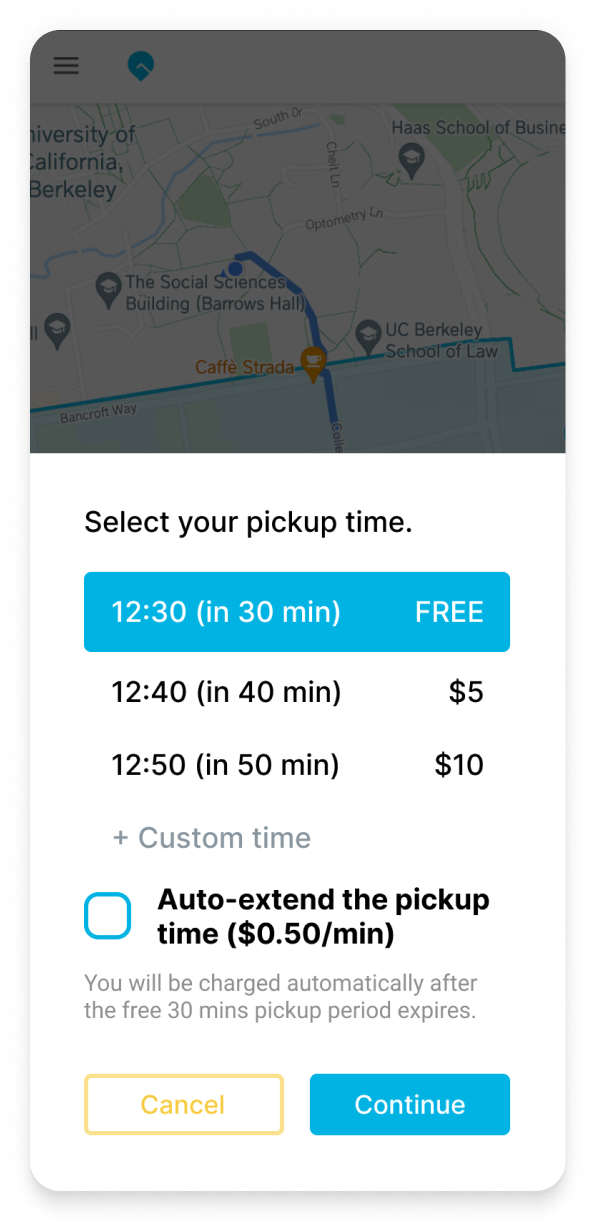 South Dr
niversity of
California,
Berkeley
Haas School of Busine
Cheit Ln
Optometry Ln
The Social Sciences
Building (Barrows Hall)
ll
UC Berkeley
School of Law
Caffè Strada
Bancroft Way
Colle
Select your pickup time.
12:30 (in 30 min) FREE
12:40 (in 40 min) $5
12:50 (in 50 min) $10
+ Custom time
Auto-extend the pickup
time ($0.50/min)
You will be charged automatically after
the free 30 mins pickup period expires.
Cancel Continue